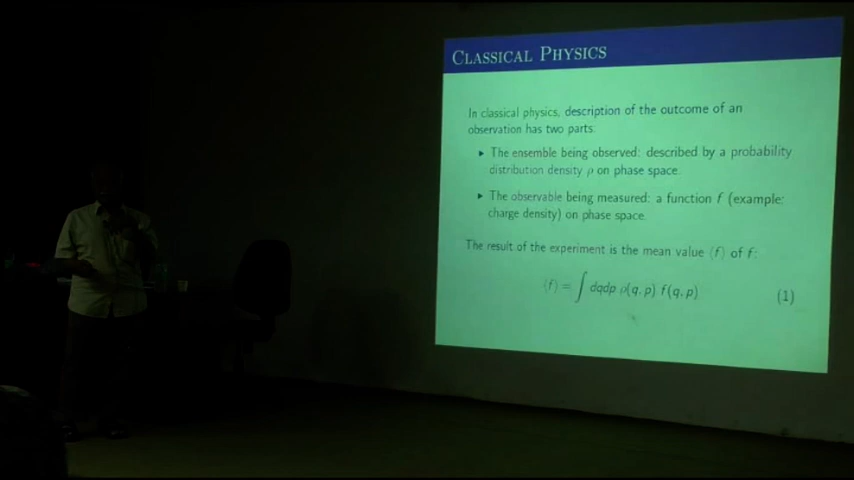 CLASSICAL PHYSICS
In classical physics, description of the outcome of an
observation has two parts:
▸ The ensemble being observed: described by a probability
distribution density ρ on phase space.
▸ The observable being measured: a function f (example:
charge density) on phase space.
The result of the experiment is the mean value ⟨f⟩ of f:
⟨f⟩ = ∫ dqdp ρ(q, p) f(q, p) (1)